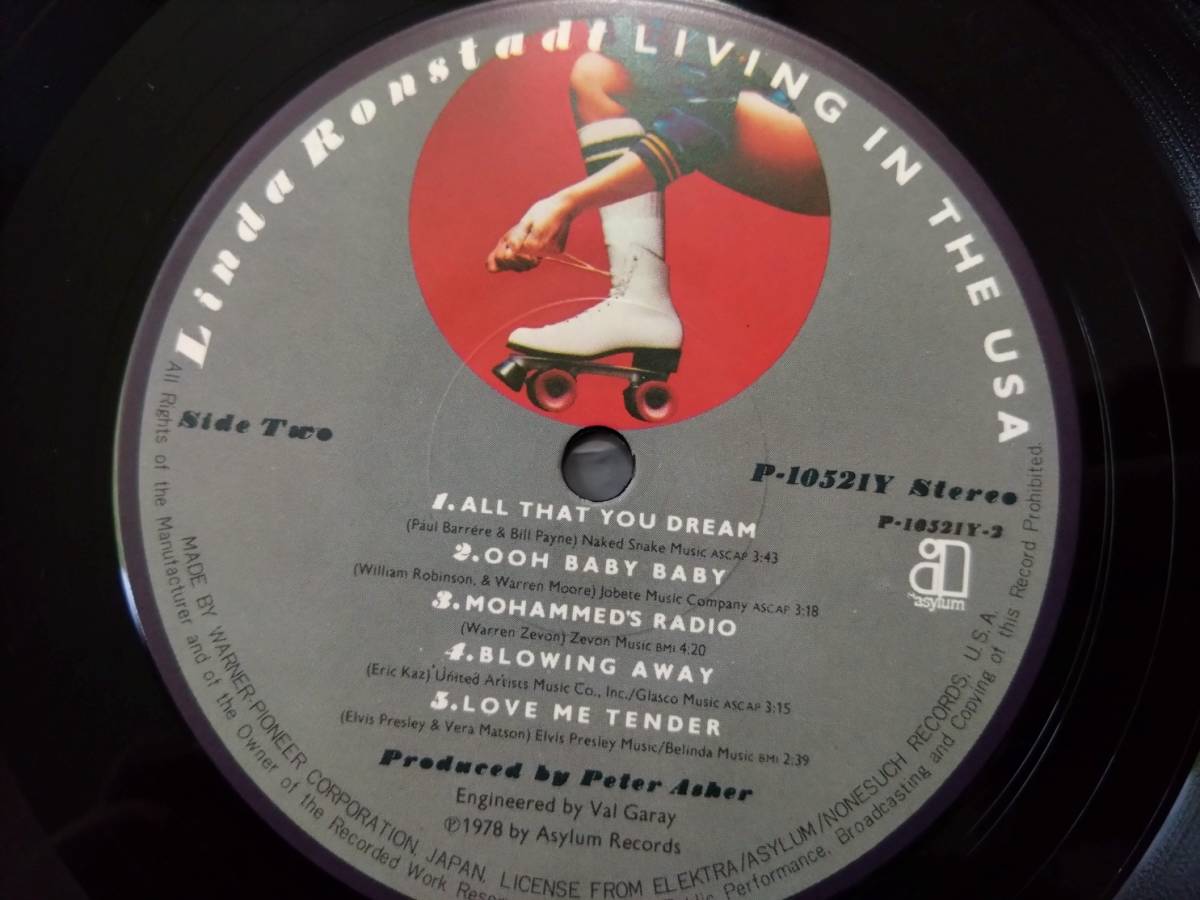 Linda Ronstadt LIVING IN THE USA
Side Two
P-10521Y Stereo
P-10521Y-2
asylum
1. ALL THAT YOU DREAM
(Paul Barrére & Bill Payne) Naked Snake Music ASCAP 3:43
2. OOH BABY BABY
(William Robinson, & Warren Moore) Jobete Music Company ASCAP 3:18
3. MOHAMMED'S RADIO
(Warren Zevon) Zevon Music BMI 4:20
4. BLOWING AWAY
(Eric Kaz) United Artists Music Co., Inc./Glasco Music ASCAP 3:15
5. LOVE ME TENDER
(Elvis Presley & Vera Matson) Elvis Presley Music/Belinda Music BMI 2:39
Produced by Peter Asher
Engineered by Val Garay
℗1978 by Asylum Records
MADE BY WARNER-PIONEER CORPORATION, JAPAN. LICENSE FROM ELEKTRA/ASYLUM/NONESUCH RECORDS, U.S.A.
All Rights of the Manufacturer and of the Owner of the Recorded Work Performance, Broadcasting and Copying of this Record Prohibited.